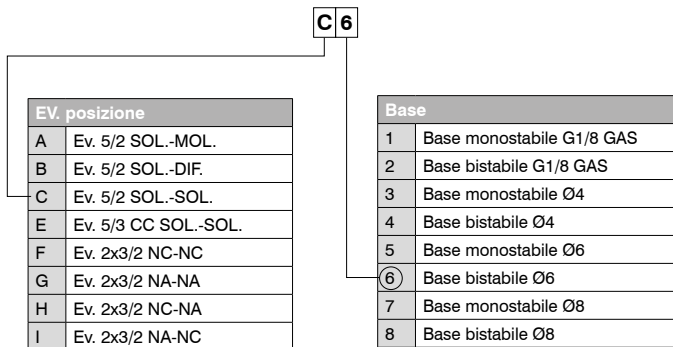 C 6
EV. posizione
A Ev. 5/2 SOL.-MOL.
B Ev. 5/2 SOL.-DIF.
C Ev. 5/2 SOL.-SOL.
E Ev. 5/3 CC SOL.-SOL.
F Ev. 2x3/2 NC-NC
G Ev. 2x3/2 NA-NA
H Ev. 2x3/2 NC-NA
I Ev. 2x3/2 NA-NC
Base
1 Base monostabile G1/8 GAS
2 Base bistabile G1/8 GAS
3 Base monostabile Ø4
4 Base bistabile Ø4
5 Base monostabile Ø6
6 Base bistabile Ø6
7 Base monostabile Ø8
8 Base bistabile Ø8